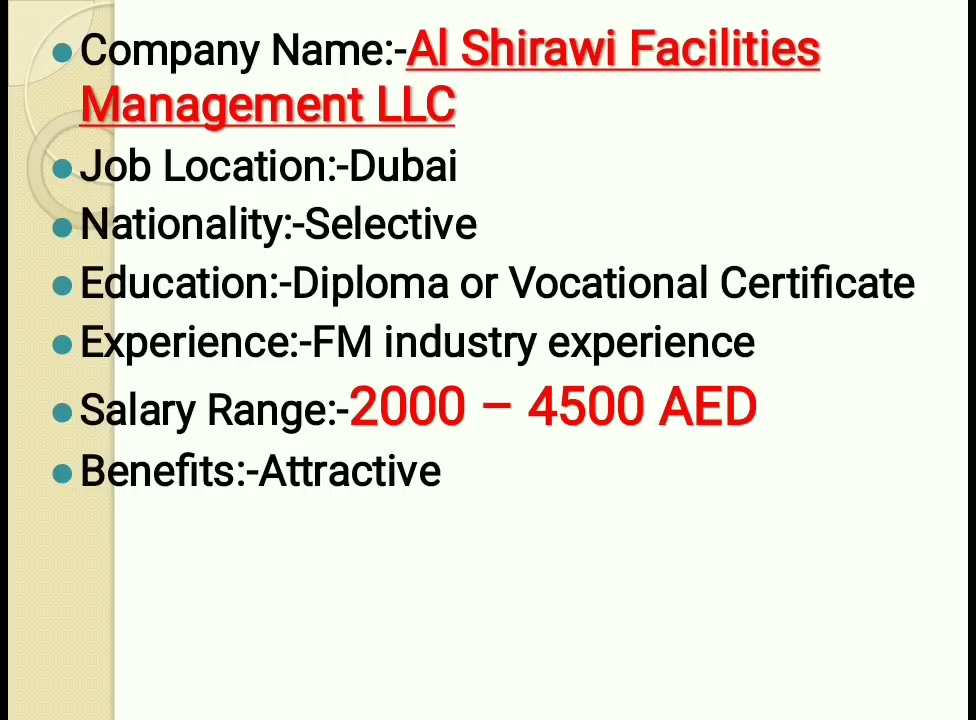 Company Name:-Al Shirawi Facilities
Management LLC
Job Location:-Dubai
Nationality:-Selective
Education:-Diploma or Vocational Certificate
Experience:-FM industry experience
Salary Range:-2000 – 4500 AED
Benefits:-Attractive